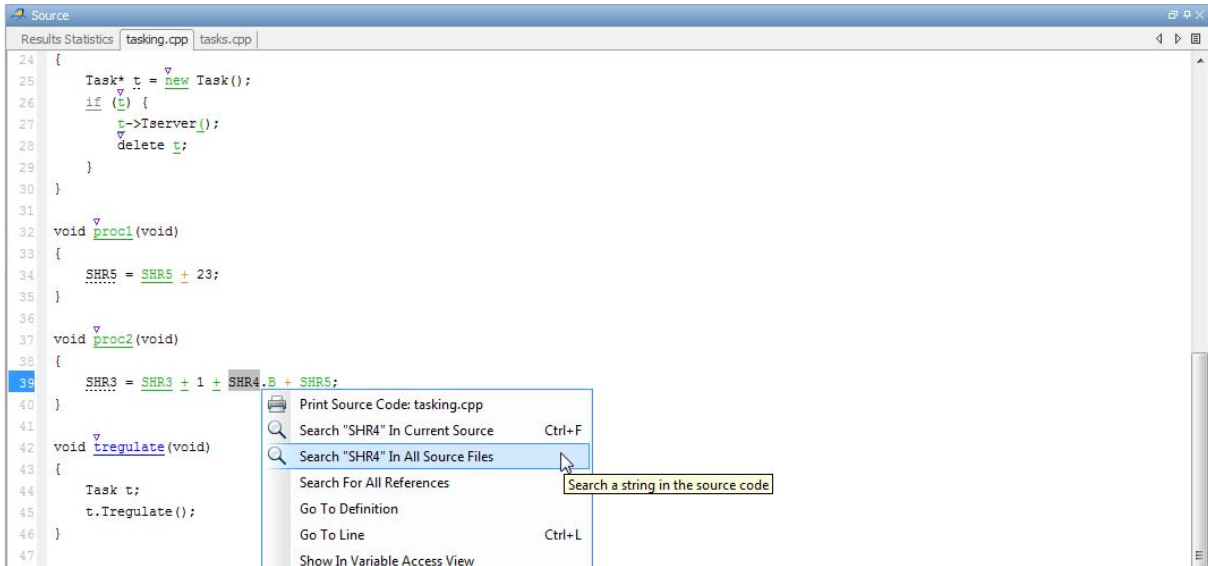 Source
Results Statistics tasking.cpp tasks.cpp
24 {
25 Task* t = new Task();
26 if (t) {
27 t->Tserver();
28 delete t;
29 }
30 }
31
32 void proc1(void)
33 {
34 SHR5 = SHR5 + 23;
35 }
36
37 void proc2(void)
38 {
39 SHR3 = SHR3 + 1 + SHR4.B + SHR5;
40 }
Print Source Code: tasking.cpp
41
Search "SHR4" In Current Source Ctrl+F
42 void tregulate(void)
Search "SHR4" In All Source Files
43 {
Search For All References
Search a string in the source code
44 Task t;
45 t.Tregulate();
Go To Definition
46 }
Go To Line Ctrl+L
47
Show In Variable Access View